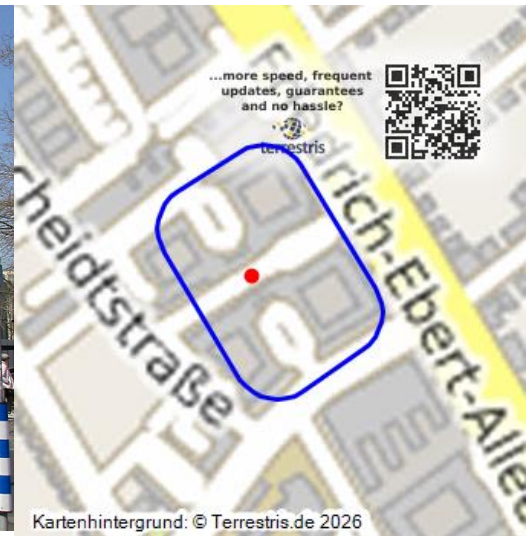 ...more speed, frequent
updates, guarantees
and no hassle?
terrestris
rich-Ebert-Allee
cheidtstraße
Kartenhintergrund: © Terrestris.de 2026